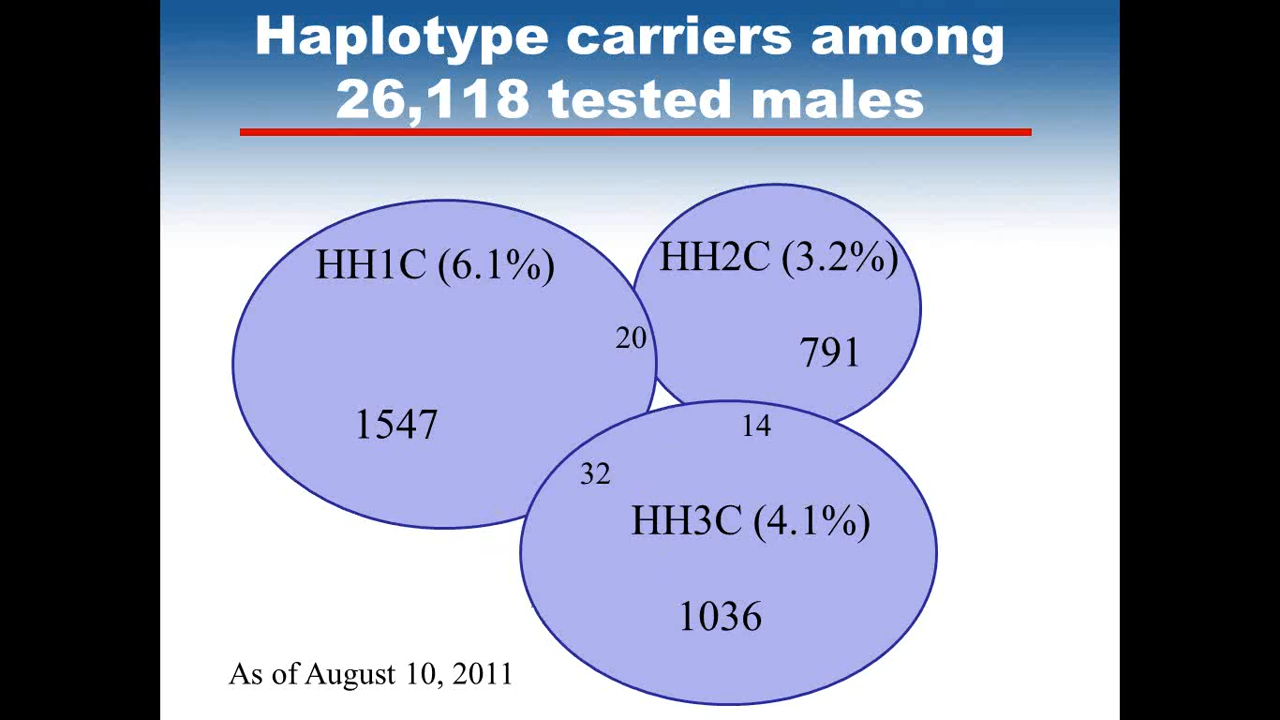 Haplotype carriers among
26,118 tested males
HH1C (6.1%)
HH2C (3.2%)
20
791
1547
14
32
HH3C (4.1%)
1036
As of August 10, 2011